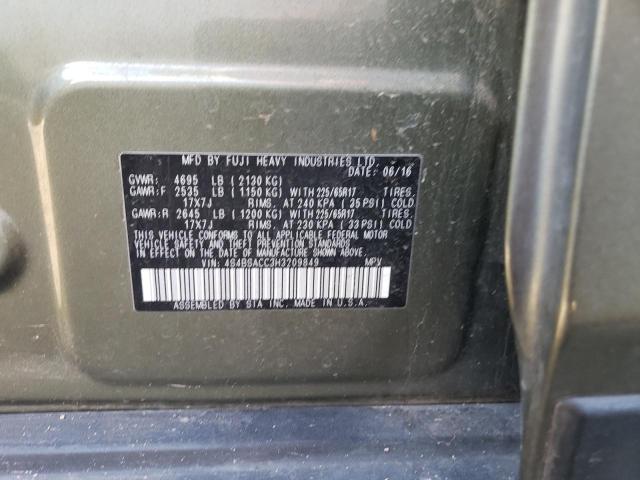 MFD BY FUJI HEAVY INDUSTRIES LTD.
DATE: 06/16
GVWR: 4695 LB (2130 KG)
GAWR:F 2535 LB (1150 KG) WITH 225/65R17 TIRES,
17X7J RIMS, AT 240 KPA (35 PSI) COLD
GAWR:R 2645 LB (1200 KG) WITH 225/65R17 TIRES,
17X7J RIMS, AT 230 KPA (33 PSI) COLD
THIS VEHICLE CONFORMS TO ALL APPLICABLE FEDERAL MOTOR
VEHICLE SAFETY AND THEFT PREVENTION STANDARDS
IN EFFECT ON THE DATE OF MANUFACTURE SHOWN ABOVE.
VIN: 4S4BSACC3H3209849 MPV
ASSEMBLED BY SIA INC. MADE IN U.S.A.